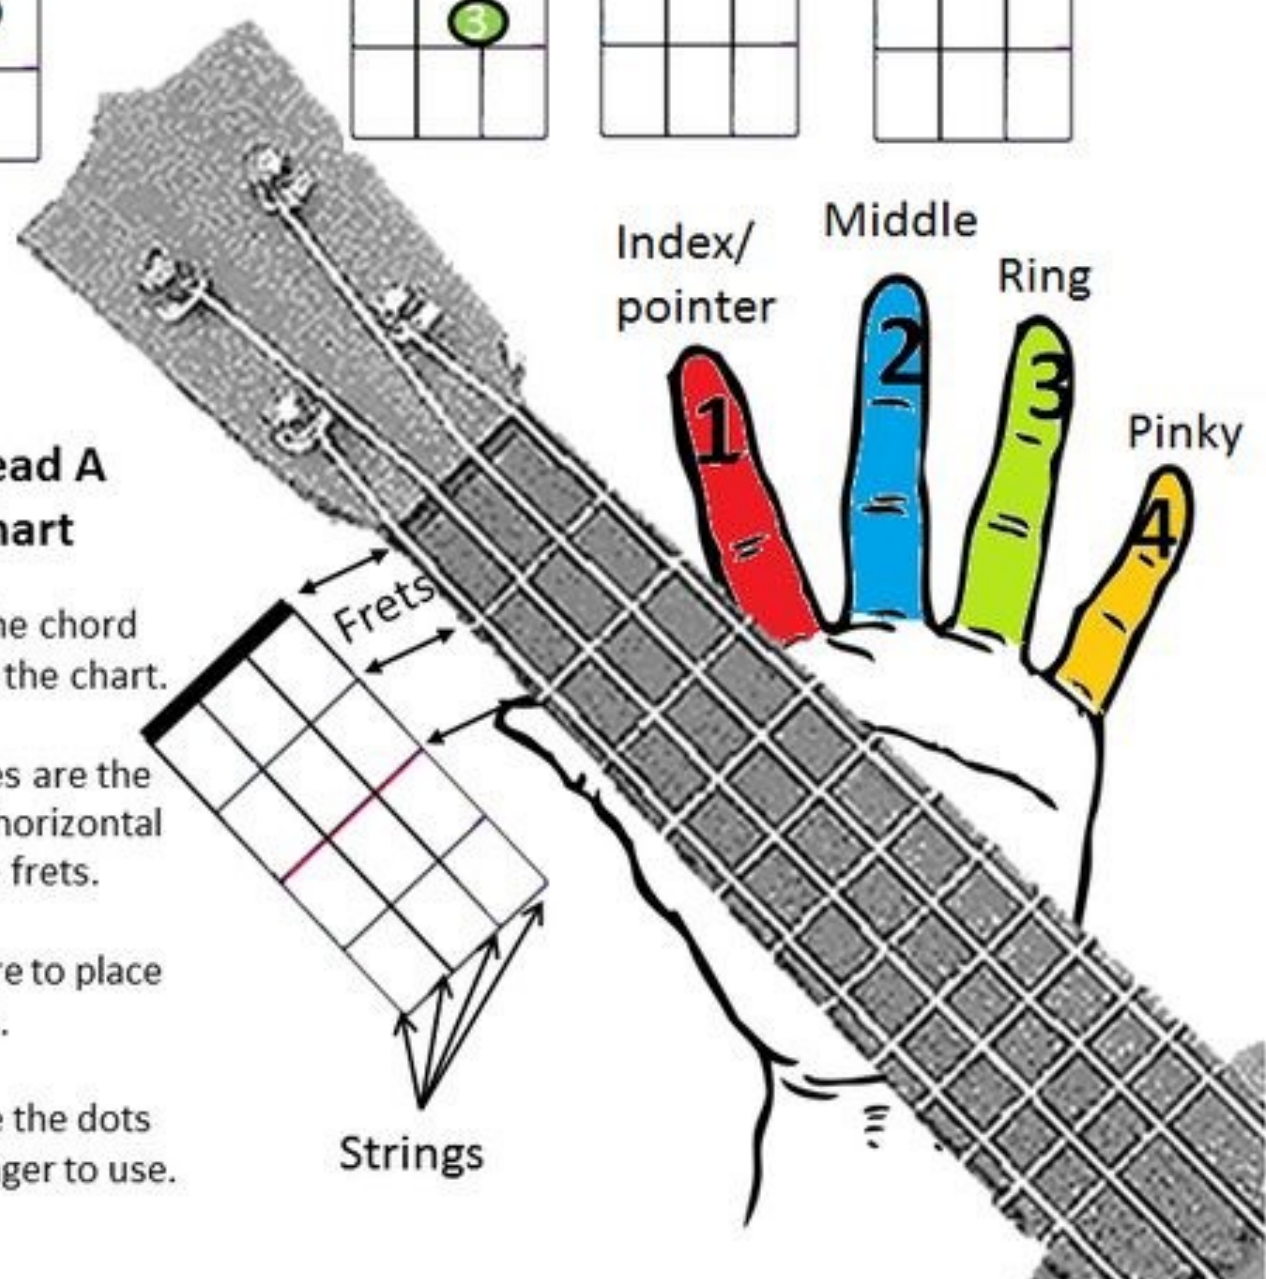 3
Index/
pointer
Middle
Ring
Pinky
1
2
3
4
ead A
hart
Frets
he chord
the chart.
es are the
horizontal
frets.
re to place
.
e the dots
nger to use.
Strings